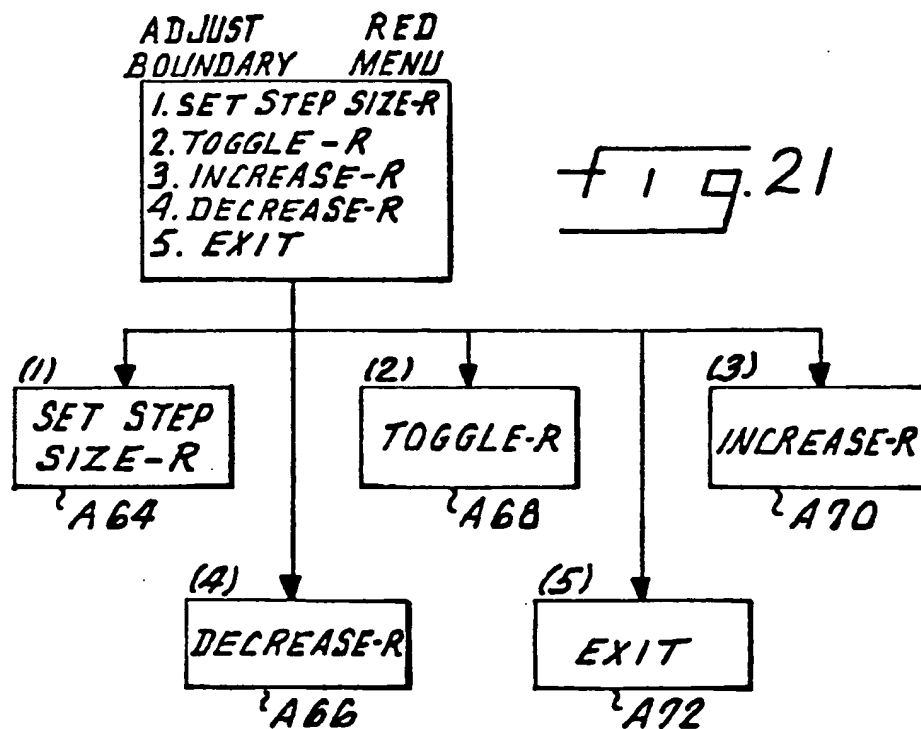 ADJUST RED
BOUNDARY MENU
1. SET STEP SIZE-R
2. TOGGLE - R
3. INCREASE-R
4. DECREASE-R
5. EXIT
Fig. 21
(1)
SET STEP
SIZE-R
A64
(2)
TOGGLE-R
A68
(3)
INCREASE-R
A70
(4)
DECREASE-R
A66
(5)
EXIT
A72